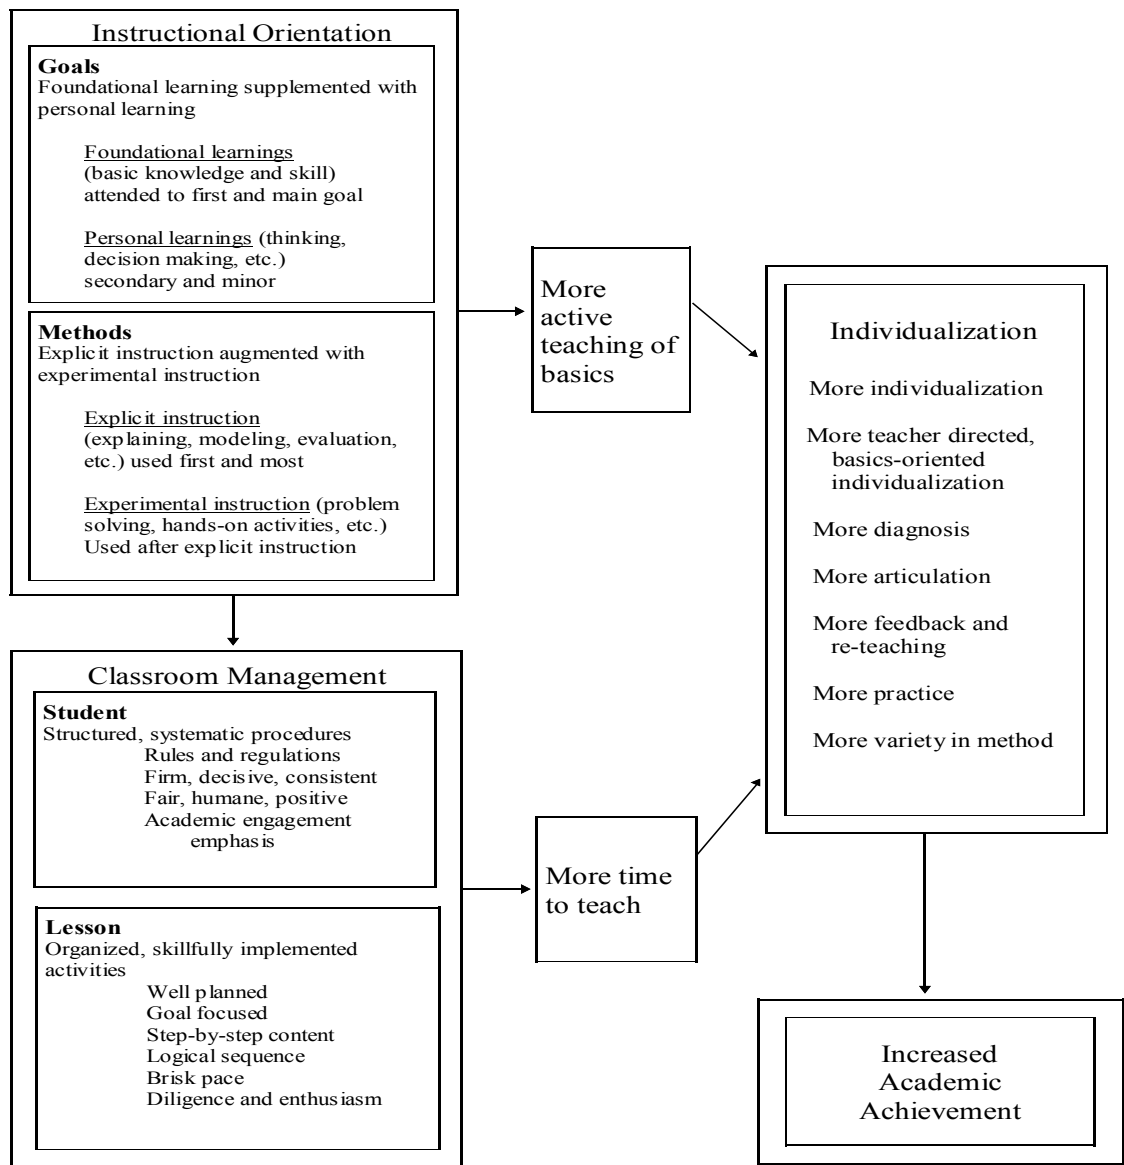 Instructional Orientation
Goals
Foundational learning supplemented with
personal learning
Foundational learnings
(basic knowledge and skill)
attended to first and main goal
Personal learnings (thinking,
decision making, etc.)
secondary and minor
Methods
Explicit instruction augmented with
experimental instruction
Explicit instruction
(explaining, modeling, evaluation,
etc.) used first and most
Experimental instruction (problem
solving, hands-on activities, etc.)
Used after explicit instruction
More
active
teaching of
basics
Individualization
More individualization
More teacher directed,
basics-oriented
individualization
More diagnosis
More articulation
More feedback and
re-teaching
More practice
More variety in method
Classroom Management
Student
Structured, systematic procedures
Rules and regulations
Firm, decisive, consistent
Fair, humane, positive
Academic engagement
emphasis
Lesson
Organized, skillfully implemented
activities
Well planned
Goal focused
Step-by-step content
Logical sequence
Brisk pace
Diligence and enthusiasm
More time
to teach
Increased
Academic
Achievement